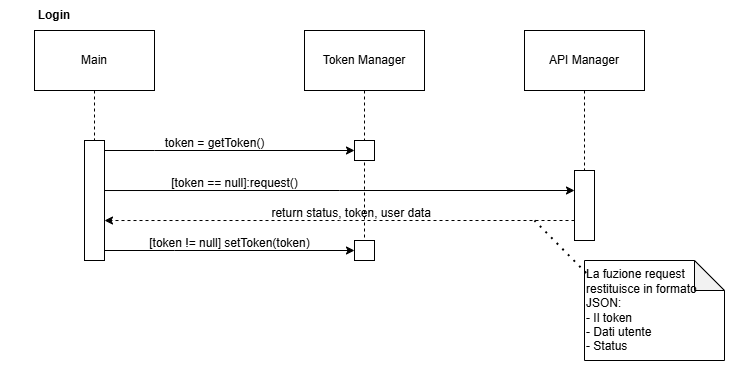 Login
Main
Token Manager
API Manager
token = getToken()
[token == null]:request()
return status, token, user data
[token != null] setToken(token)
La fuzione request
restituisce in formato
JSON:
- Il token
- Dati utente
- Status